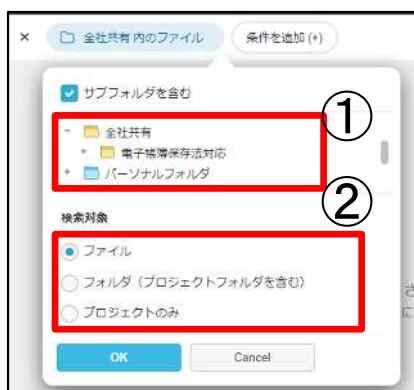 × 全社共有 内のファイル 条件を追加 (+)
サブフォルダを含む
①
- 全社共有
+ 電子帳簿保存法対応
+ パーソナルフォルダ
②
検索対象
ファイル
フォルダ（プロジェクトフォルダを含む）
プロジェクトのみ
さ
に
OK Cancel